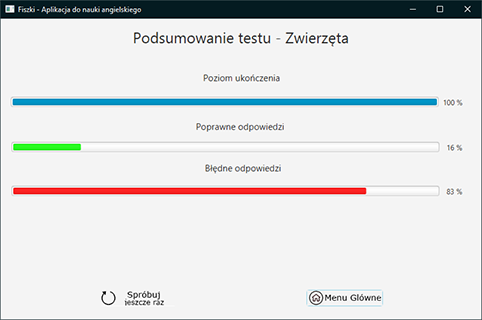 Fiszki - Aplikacja do nauki angielskiego
Podsumowanie testu - Zwierzęta
Poziom ukończenia
100 %
Poprawne odpowiedzi
16 %
Błędne odpowiedzi
83 %
Spróbuj
jeszcze raz
Menu Główne